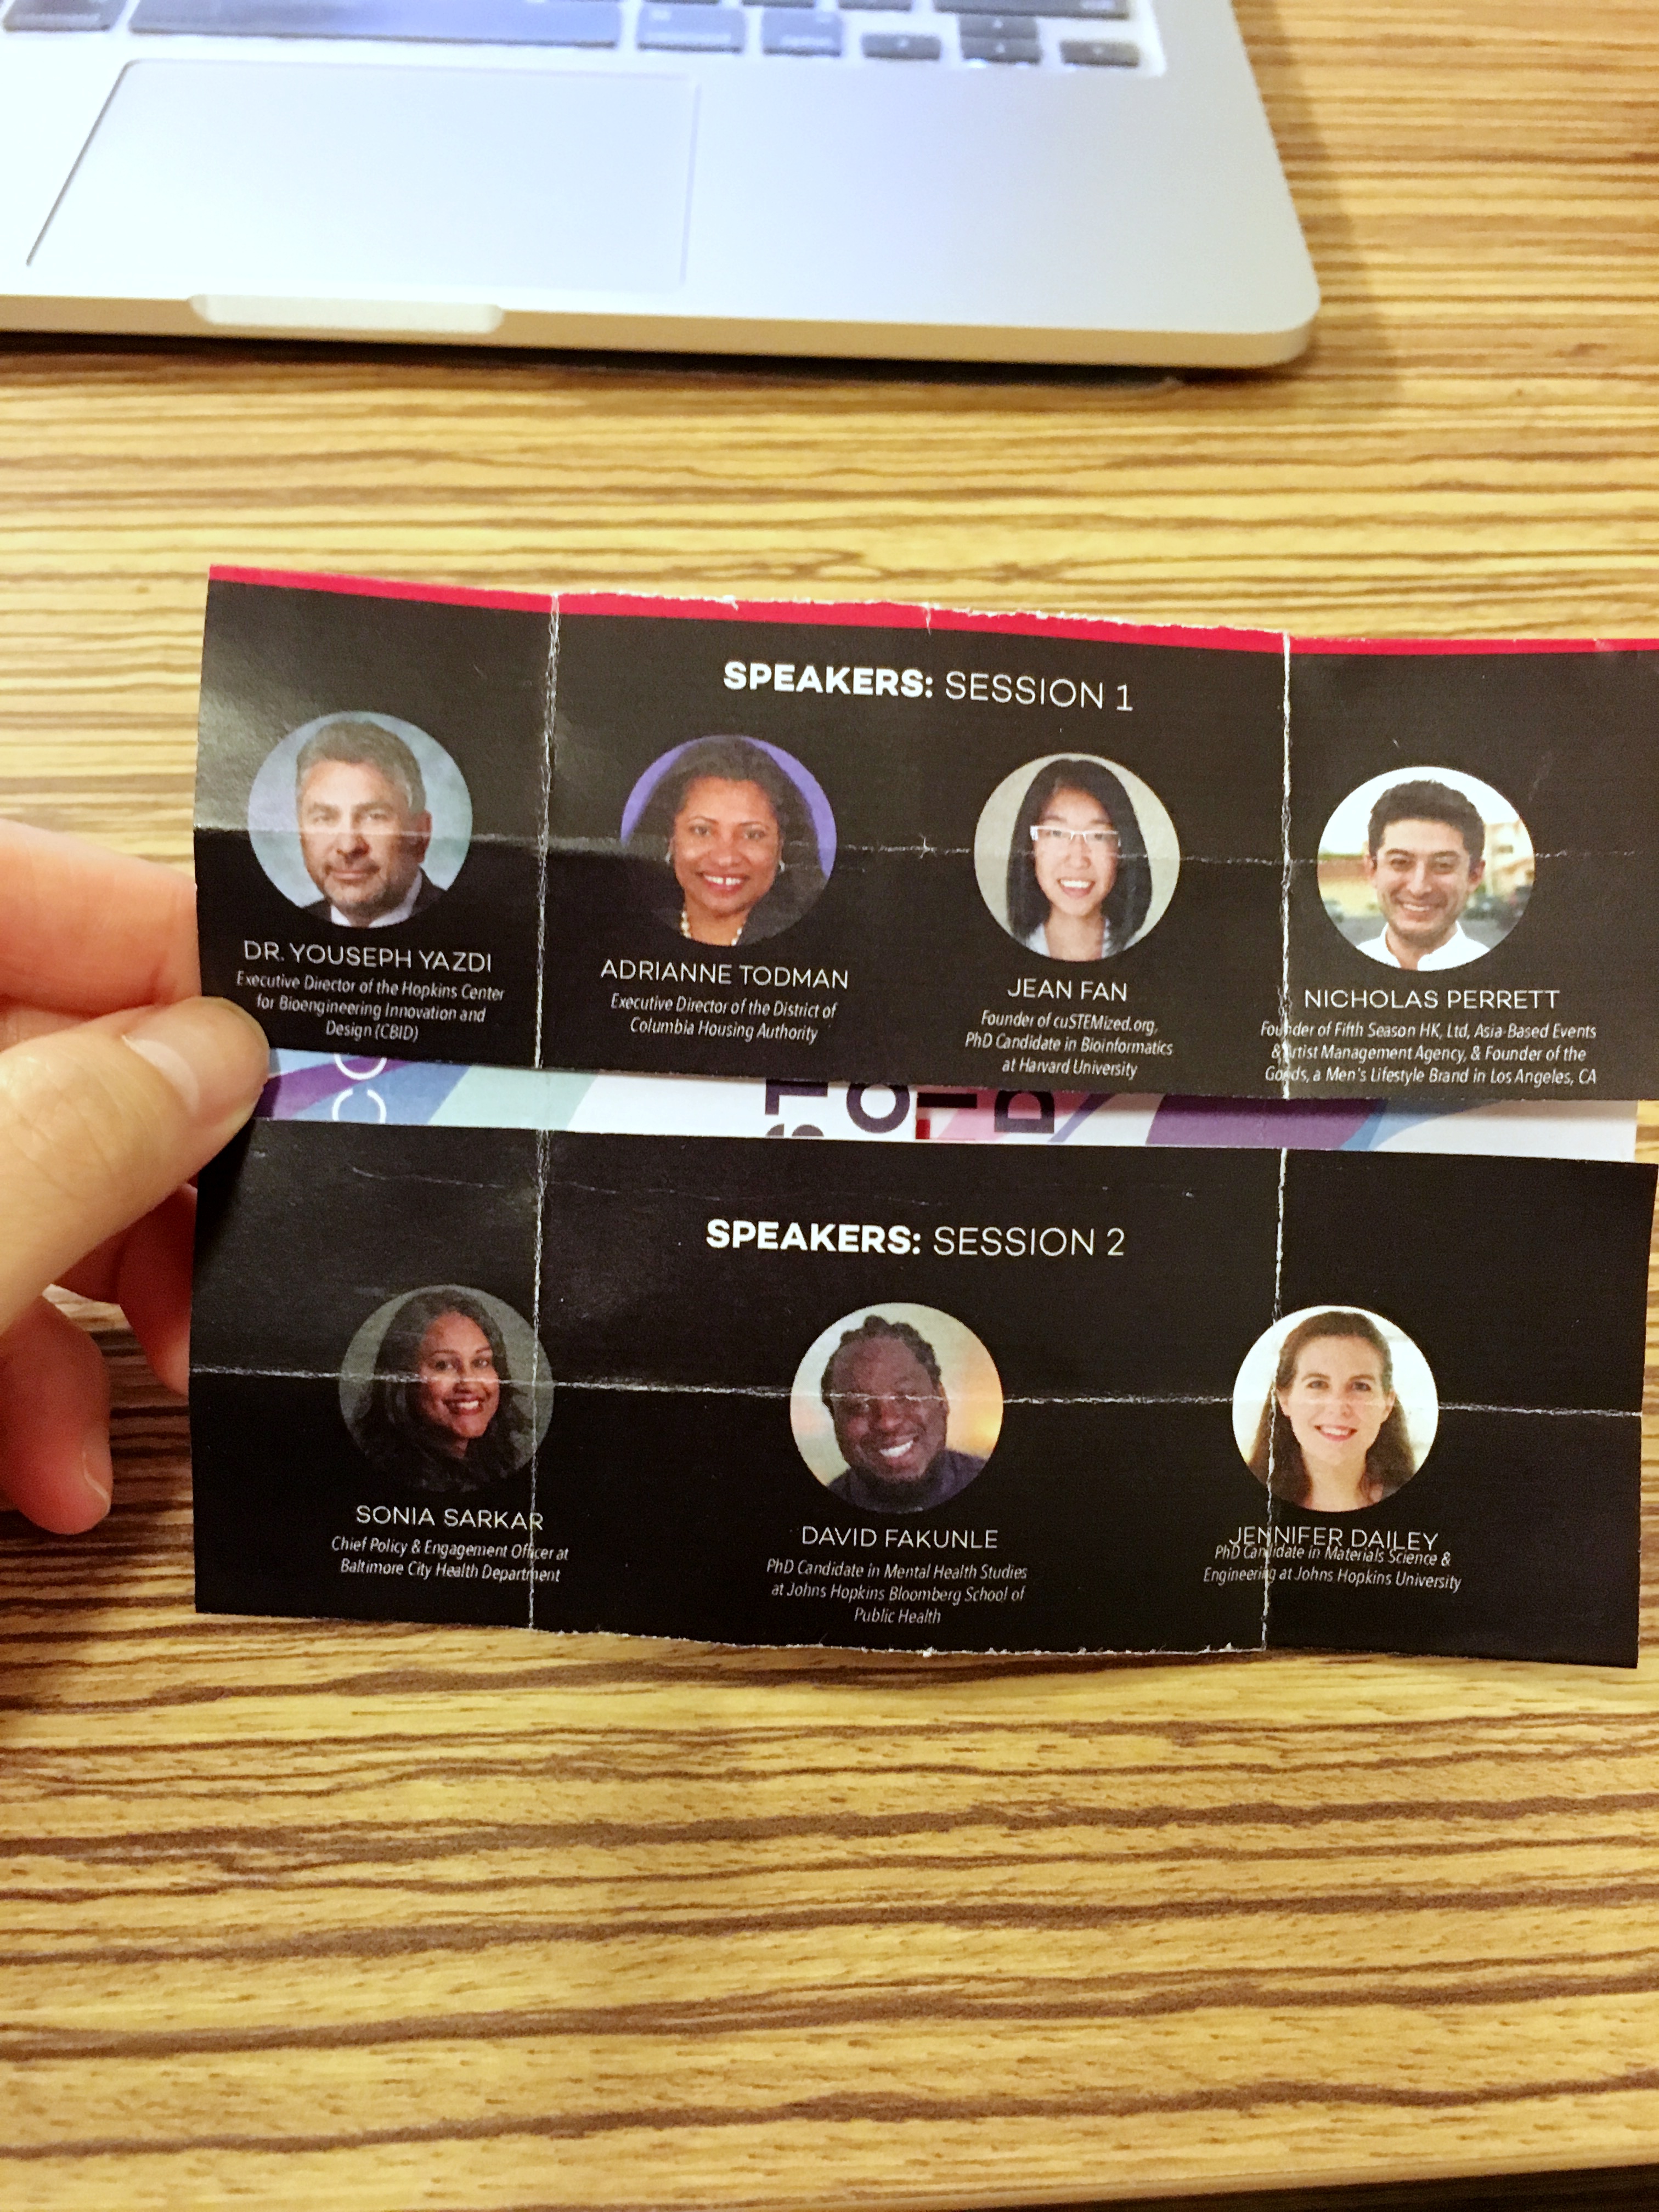 SPEAKERS: SESSION 1
DR. YOUSEPH YAZDI
Executive Director of the Hopkins Center
for Bioengineering Innovation and
Design (CBID)
ADRIANNE TODMAN
Executive Director of the District of
Columbia Housing Authority
JEAN FAN
Founder of cuSTEMized.org,
PhD Candidate in Bioinformatics
at Harvard University
NICHOLAS PERRETT
Founder of Fifth Season HK, Ltd, Asia-Based Events
& Artist Management Agency, & Founder of the
Goods, a Men's Lifestyle Brand in Los Angeles, CA
SPEAKERS: SESSION 2
SONIA SARKAR
Chief Policy & Engagement Officer at
Baltimore City Health Department
DAVID FAKUNLE
PhD Candidate in Mental Health Studies
at Johns Hopkins Bloomberg School of
Public Health
JENNIFER DAILEY
PhD Candidate in Materials Science &
Engineering at Johns Hopkins University